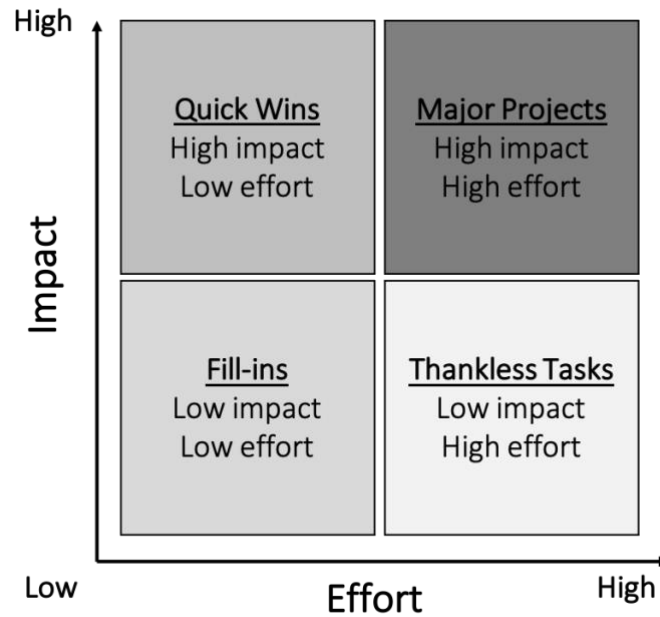 High
Quick Wins
High impact
Low effort
Major Projects
High impact
High effort
Impact
Fill-ins
Low impact
Low effort
Thankless Tasks
Low impact
High effort
Low
Effort
High